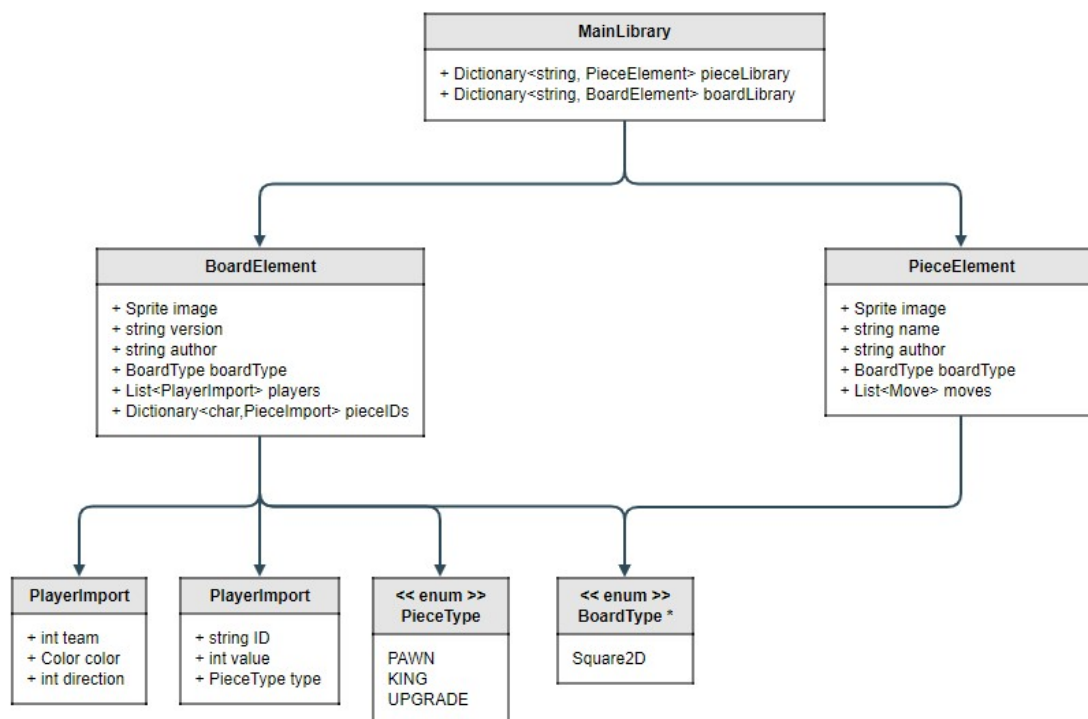 MainLibrary
+ Dictionary<string, PieceElement> pieceLibrary
+ Dictionary<string, BoardElement> boardLibrary
BoardElement
+ Sprite image
+ string version
+ string author
+ BoardType boardType
+ List<PlayerImport> players
+ Dictionary<char,PieceImport> pieceIDs
PieceElement
+ Sprite image
+ string name
+ string author
+ BoardType boardType
+ List<Move> moves
PlayerImport
+ int team
+ Color color
+ int direction
PlayerImport
+ string ID
+ int value
+ PieceType type
<< enum >>
PieceType
PAWN
KING
UPGRADE
<< enum >>
BoardType *
Square2D